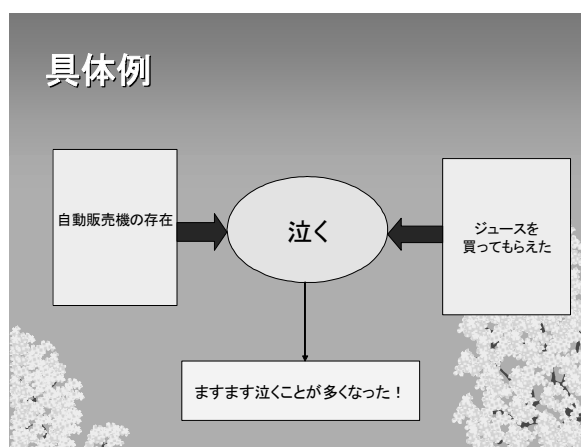 具体例
自動販売機の存在
泣く
ジュースを
買ってもらえた
ますます泣くことが多くなった！